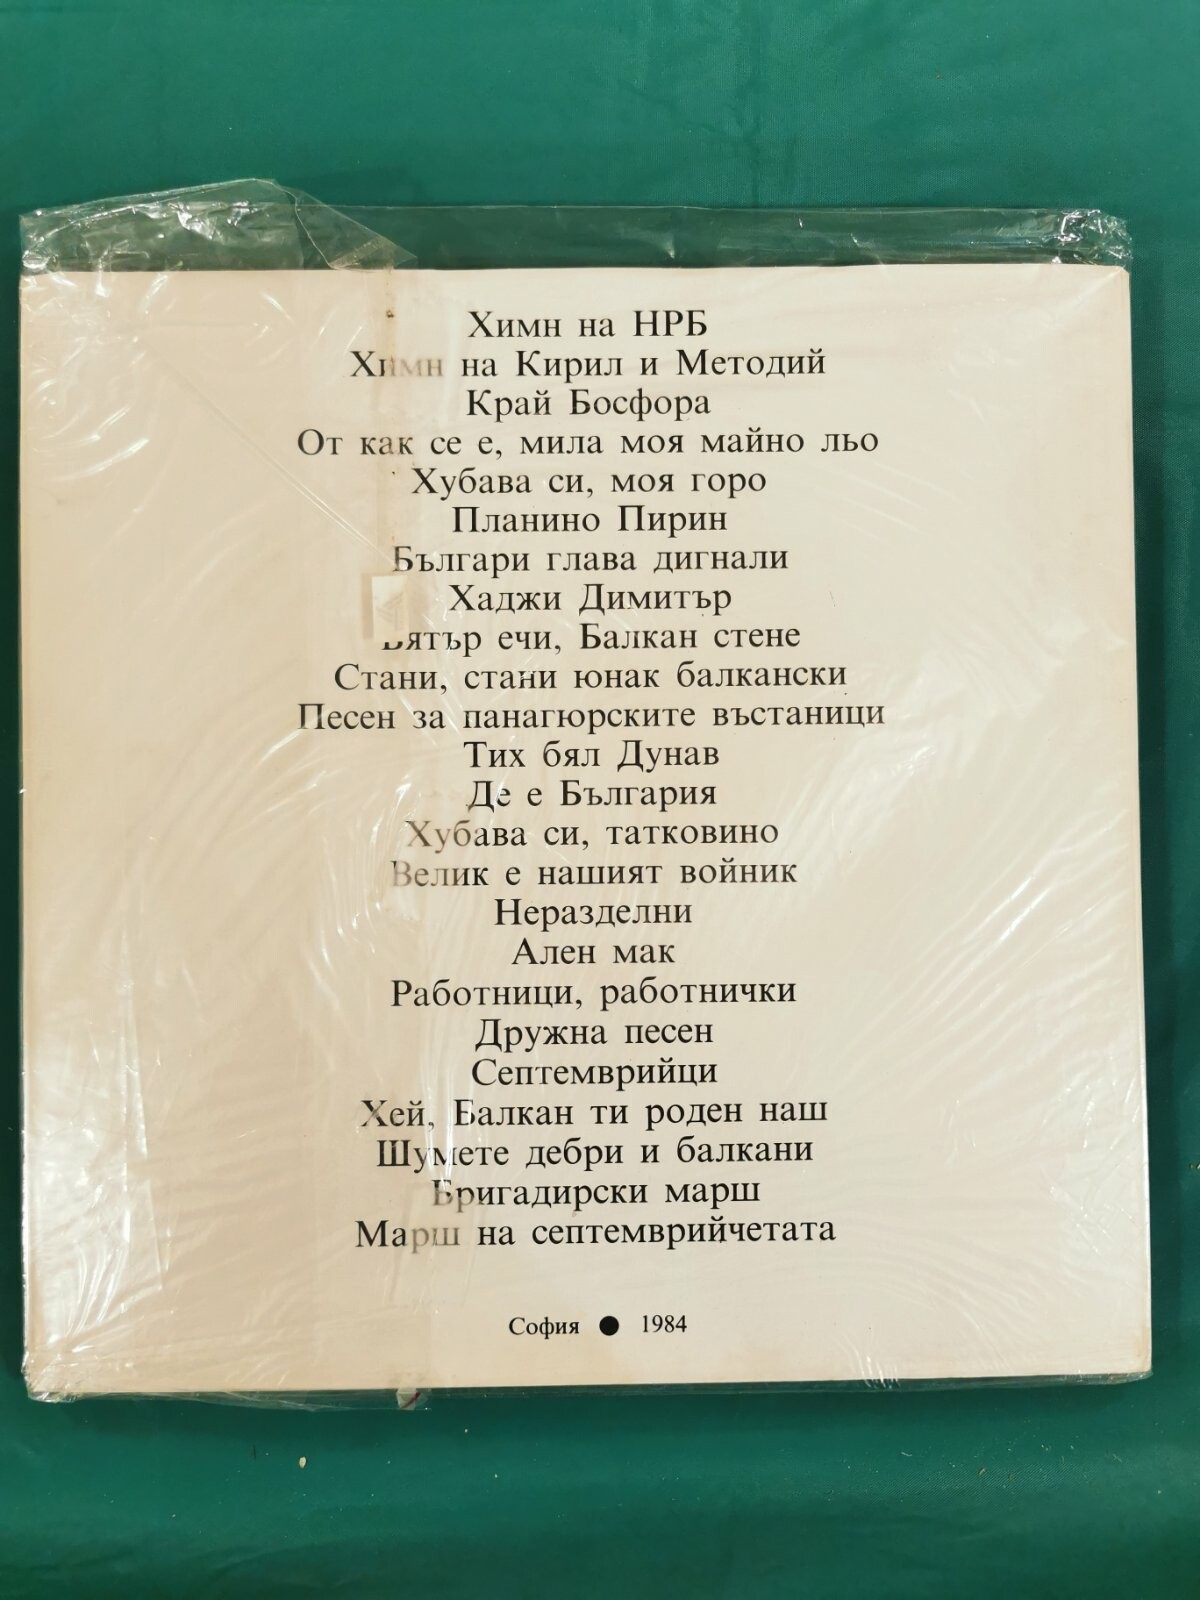 Химн на НРБ
Химн на Кирил и Методий
Край Босфора
От как се е, мила моя майно льо
Хубава си, моя горо
Планино Пирин
Българи глава дигнали
Хаджи Димитър
Вятър ечи, Балкан стене
Стани, стани юнак балкански
Песен за панагюрските въстаници
Тих бял Дунав
Де е България
Хубава си, татковино
Велик е нашият войник
Неразделни
Ален мак
Работници, работнички
Дружна песен
Септемврийци
Хей, Балкан ти роден наш
Шумете дебри и балкани
Бригадирски марш
Марш на септемврийчетата
София ● 1984